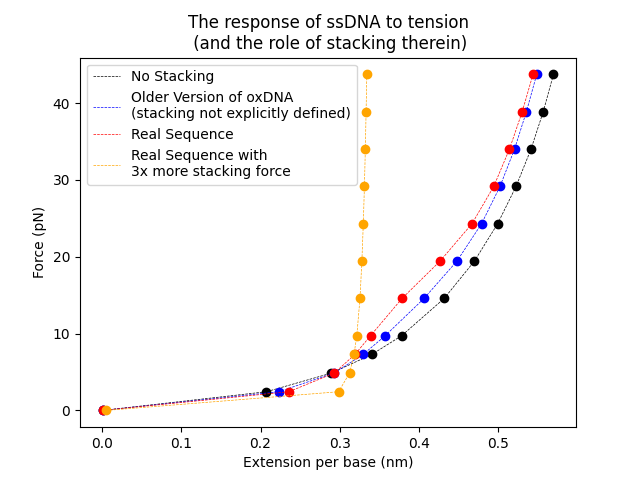 The response of ssDNA to tension
(and the role of stacking therein)
No Stacking
Older Version of oxDNA
(stacking not explicitly defined)
Real Sequence
Real Sequence with
3x more stacking force
Force (pN)
40
30
20
10
0
0.0 0.1 0.2 0.3 0.4 0.5
Extension per base (nm)